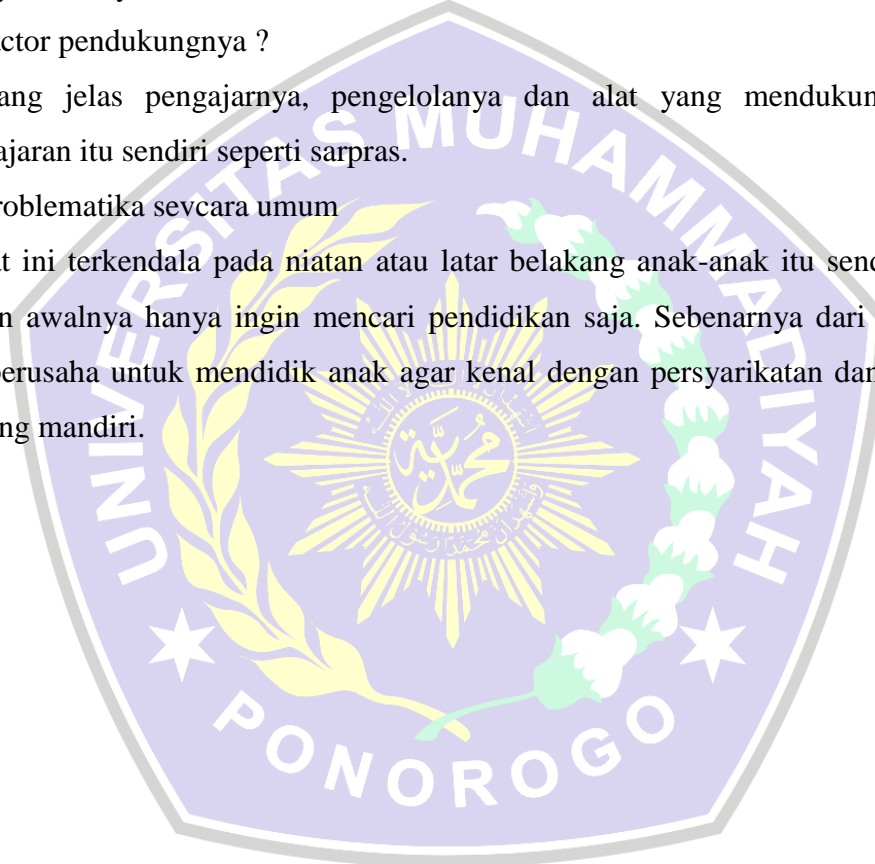 ctor pendukungnya ?
ang jelas pengajarnya, pengelolanya dan alat yang mendukun
ajaran itu sendiri seperti sarpras.
roblematika sevcara umum
t ini terkendala pada niatan atau latar belakang anak-anak itu send
n awalnya hanya ingin mencari pendidikan saja. Sebenarnya dari
berusaha untuk mendidik anak agar kenal dengan persyarikatan dan
ng mandiri.
UNIVERSITAS MUHAMMADIYAH
PONOROGO
محمدية